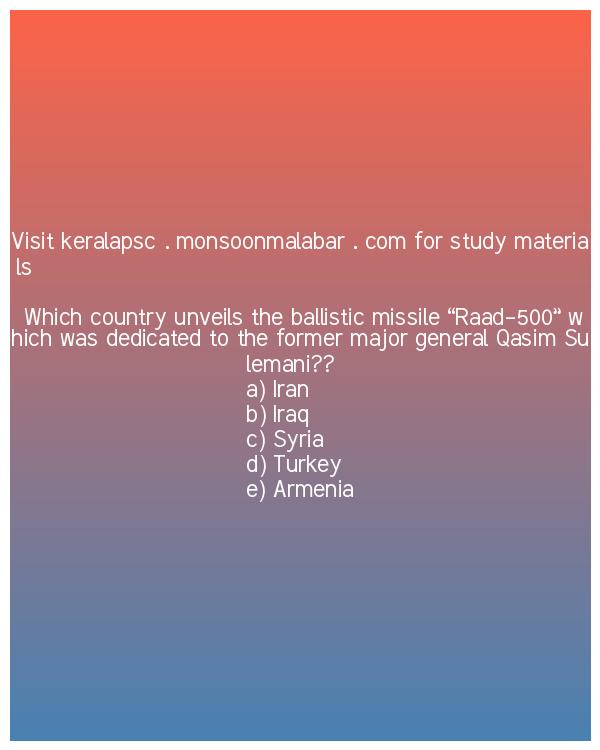 Visit keralapsc . monsoonmalabar . com for study materia
ls
Which country unveils the ballistic missile “Raad-500” w
hich was dedicated to the former major general Qasim Su
lemani??
a) Iran
b) Iraq
c) Syria
d) Turkey
e) Armenia